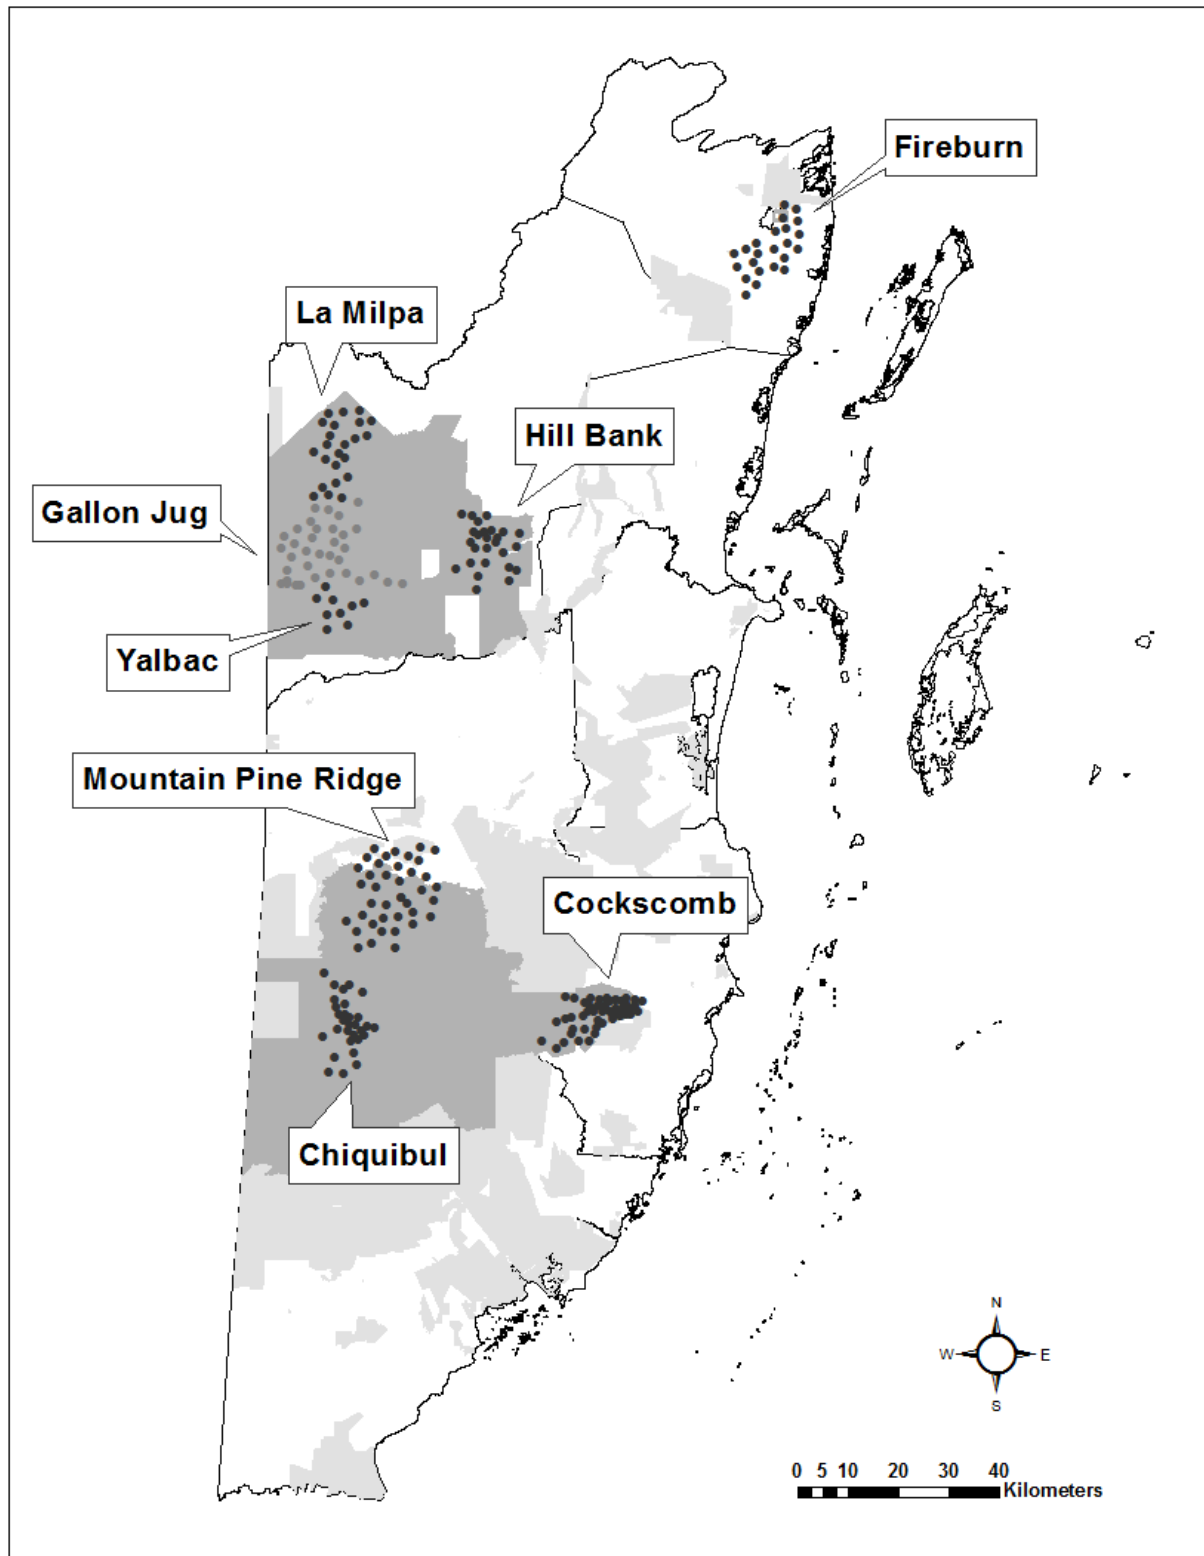 Fireburn
La Milpa
Hill Bank
Gallon Jug
Yalbac
Mountain Pine Ridge
Cockscomb
Chiquibul
N
W E
S
0 5 10 20 30 40
Kilometers